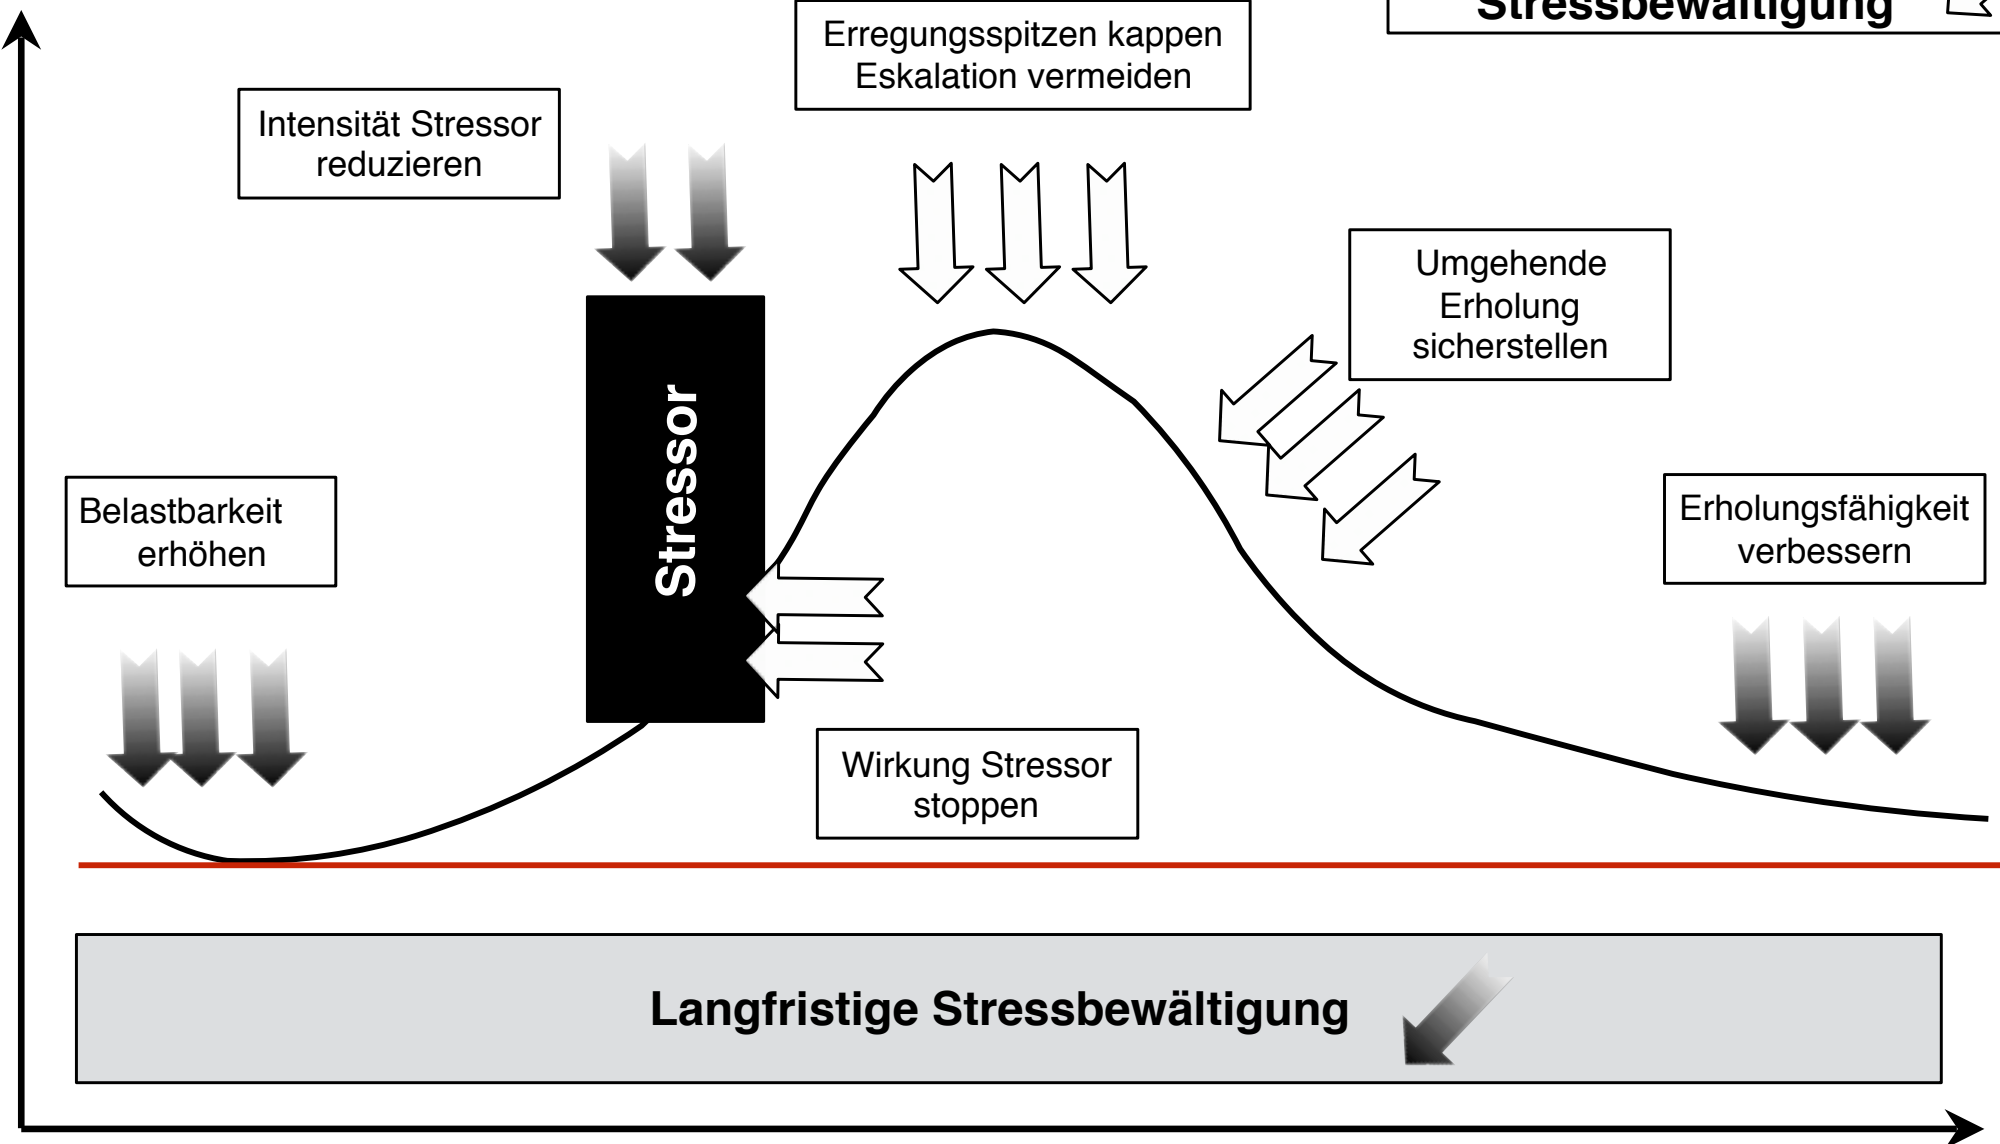 Stressbewältigung
Erregungsspitzen kappen
Eskalation vermeiden
Intensität Stressor
reduzieren
Umgehende
Erholung
sicherstellen
Stressor
Belastbarkeit
erhöhen
Erholungsfähigkeit
verbessern
Wirkung Stressor
stoppen
Langfristige Stressbewältigung